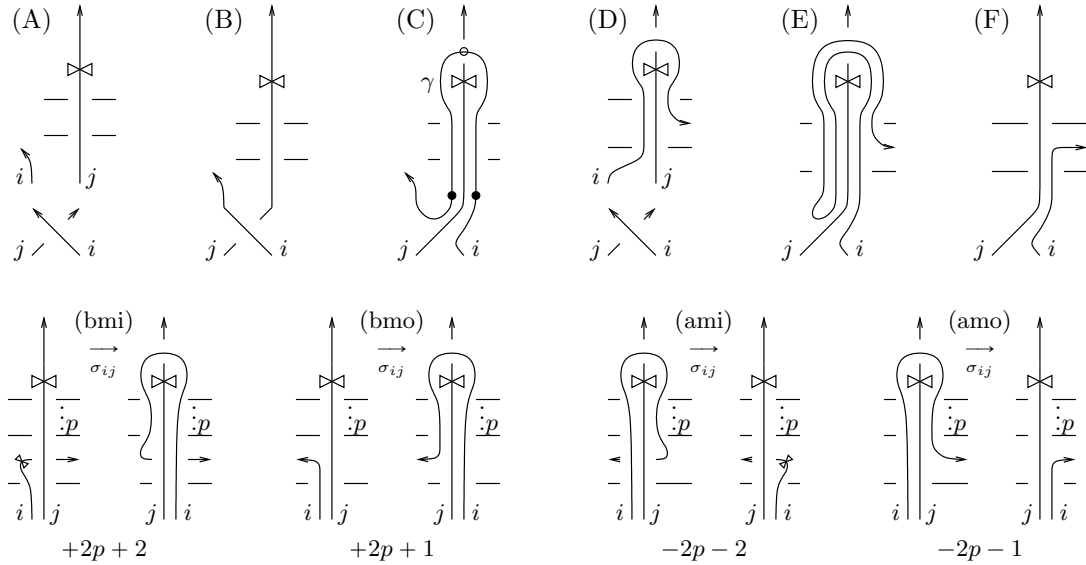 (A) (B) (C) (D) (E) (F)
γ
i j i j
j i j i j i j i j i j i
(bmi) (bmo) (ami) (amo)
⟶ ⟶ ⟶ ⟶
σij σij σij σij
⋮p ⋮p ⋮p ⋮p ⋮p ⋮p ⋮p ⋮p
i j j i i j j i i j j i i j j i
+2p + 2 +2p + 1 −2p − 2 −2p − 1